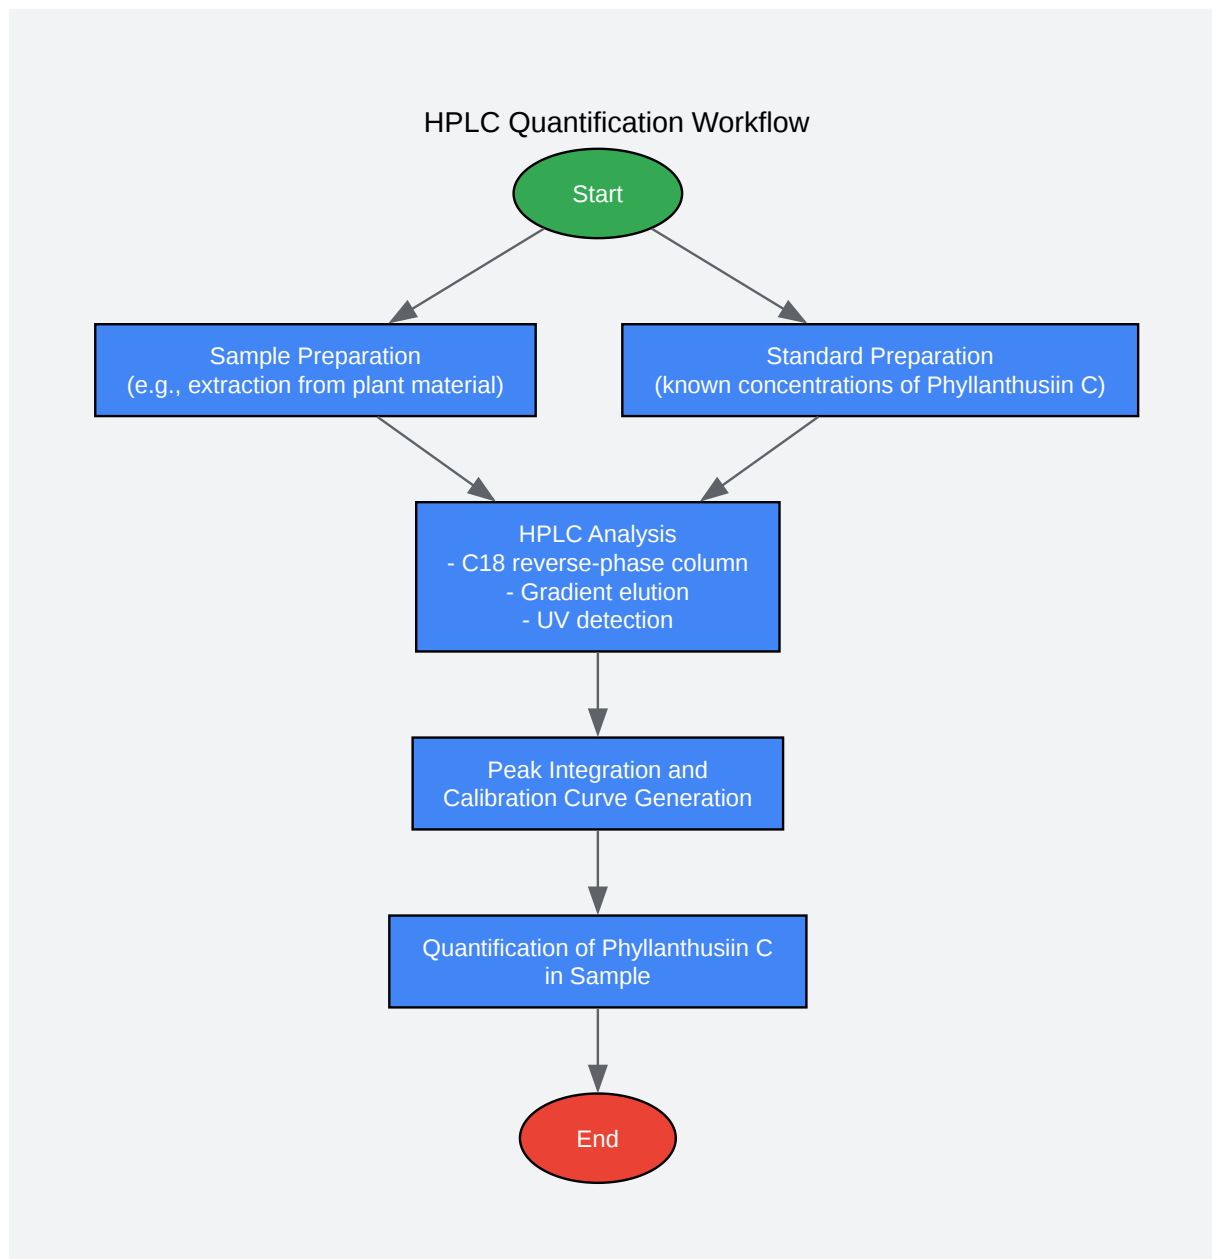 HPLC Quantification Workflow
Start
Sample Preparation
(e.g., extraction from plant material)
Standard Preparation
(known concentrations of Phyllanthusiin C)
HPLC Analysis
- C18 reverse-phase column
- Gradient elution
- UV detection
Peak Integration and
Calibration Curve Generation
Quantification of Phyllanthusiin C
in Sample
End